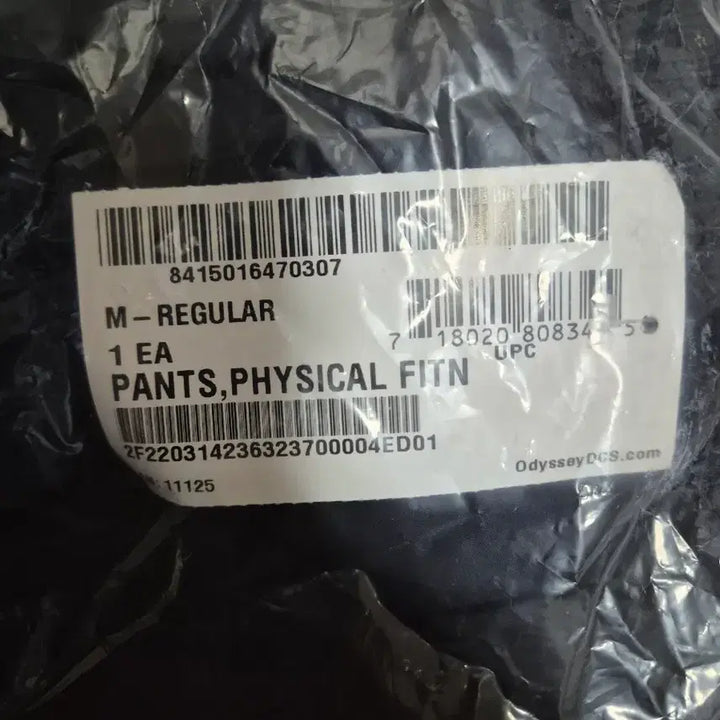 8415016470307
M-REGULAR
7 18020 80834 5
UPC
1 EA
PANTS,PHYSICAL FITN
2F220314236323700004ED01
11125
OdysseyDCS.com